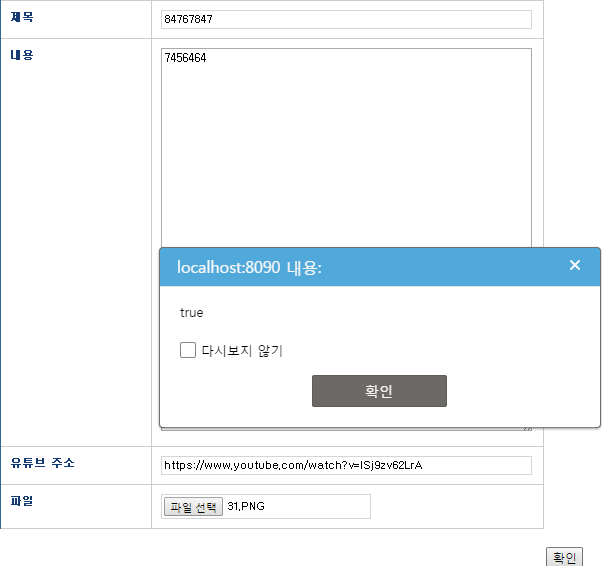 제목
84767847
내용
7456464
localhost:8090 내용:
true
다시보지 않기
확인
유튜브 주소
https://www.youtube.com/watch?v=lSj9zv62LrA
파일
파일 선택 31.PNG
확인